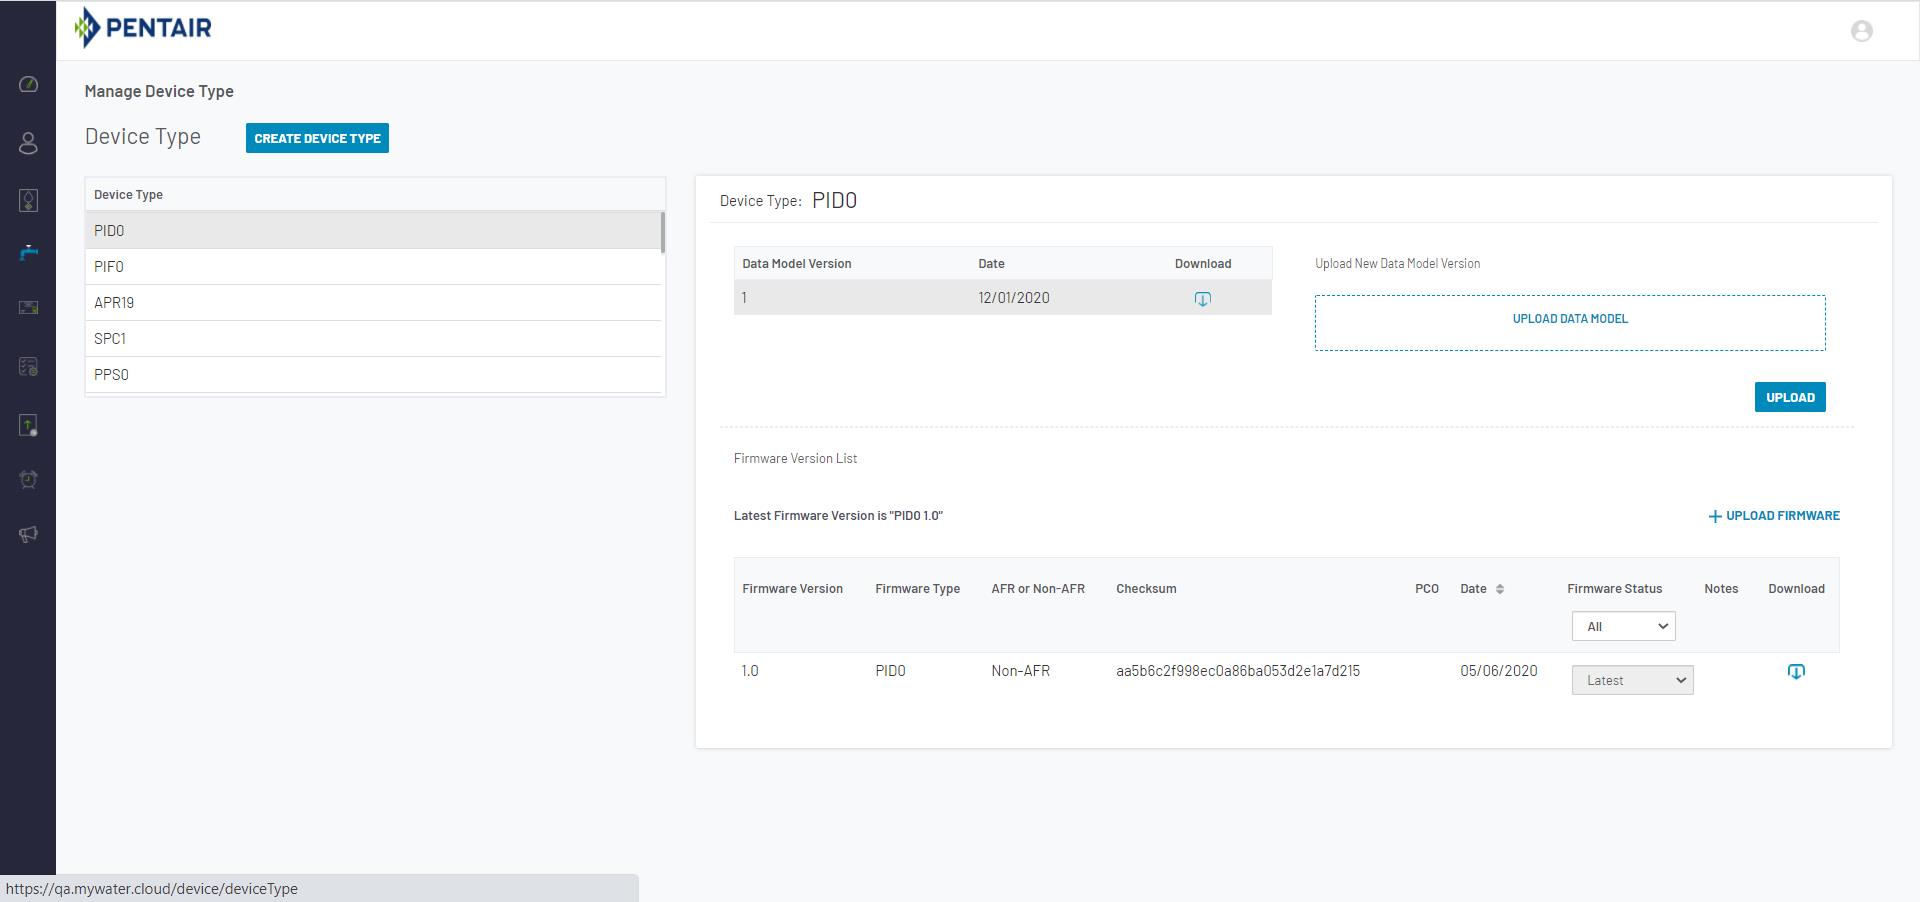 PENTAIR
Manage Device Type
Device Type
CREATE DEVICE TYPE
Device Type
PID0
PIF0
APR19
SPC1
PPS0
Device Type: PID0
Data Model Version Date Download
1 12/01/2020
Upload New Data Model Version
UPLOAD DATA MODEL
UPLOAD
Firmware Version List
Latest Firmware Version is "PID0 1.0"
UPLOAD FIRMWARE
Firmware Version Firmware Type AFR or Non-AFR Checksum PCO Date Firmware Status Notes Download
All
1.0 PID0 Non-AFR aa5b6c2f998ec0a86ba053d2e1a7d215 05/06/2020 Latest
https://qa.mywater.cloud/device/deviceType